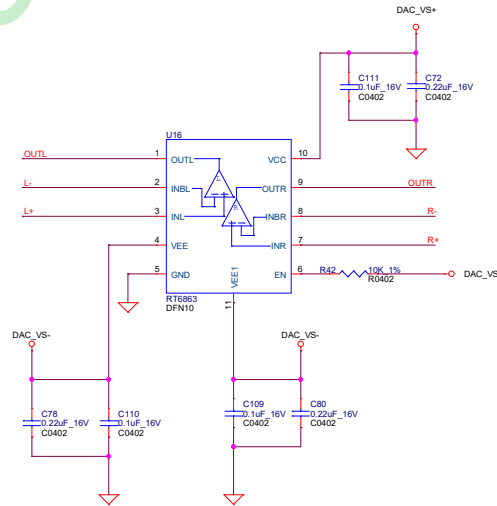 DAC_VS+
C111
0.1uF_16V
C0402
C72
0.22uF_16V
C0402
U16
OUTL
1
OUTL
VCC
10
L-
2
INBL
OUTR
9
OUTR
L
L+
3
INL
INBR
8
R-
R
4
VEE
INR
7
R+
5
GND
EN
6
R42
10K_1%
R0402
DAC_VS
VEE1
RT6863
DFN10
11
DAC_VS-
DAC_VS-
C78
0.22uF_16V
C0402
C110
0.1uF_16V
C0402
C109
0.1uF_16V
C0402
C80
0.22uF_16V
C0402